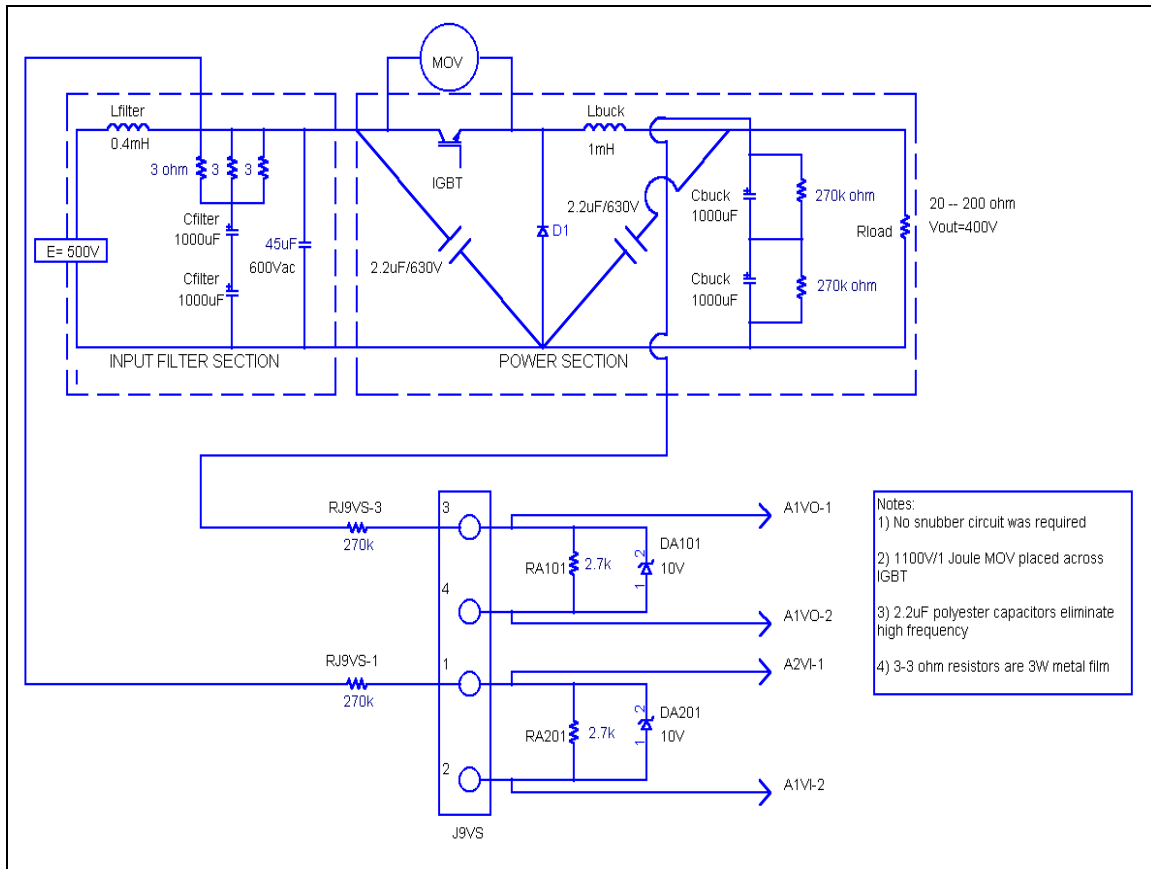 MOV
Lfilter
0.4mH
3 ohm
3
3
Cfilter
1000uF
Cfilter
1000uF
45uF
600Vac
E= 500V
INPUT FILTER SECTION
IGBT
2.2uF/630V
D1
Lbuck
1mH
2.2uF/630V
Cbuck
1000uF
Cbuck
1000uF
270k ohm
270k ohm
Rload
20 -- 200 ohm
Vout=400V
POWER SECTION
RJ9VS-3
270k
3
4
RA101
2.7k
2
1
DA101
10V
A1VO-1
A1VO-2
RJ9VS-1
270k
1
2
RA201
2.7k
2
1
DA201
10V
A2VI-1
A1VI-2
J9VS
Notes:
1) No snubber circuit was required
2) 1100V/1 Joule MOV placed across
IGBT
3) 2.2uF polyester capacitors eliminate
high frequency
4) 3-3 ohm resistors are 3W metal film